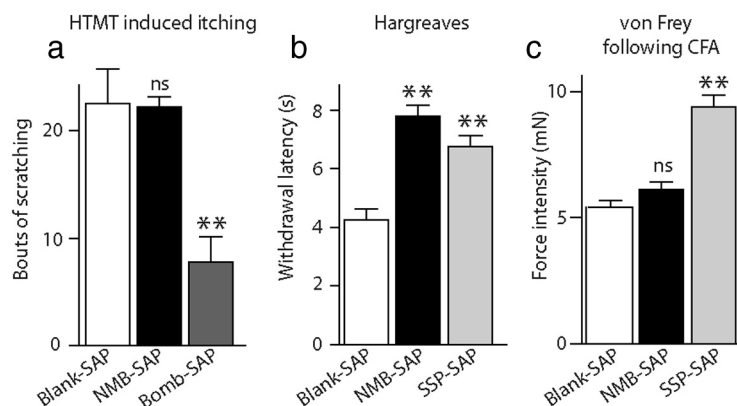 HTMT induced itching
a
Bouts of scratching
20
10
0
ns
**
Blank-SAP
NMB-SAP
Bomb-SAP
Hargreaves
b
Withdrawal latency (s)
8
6
4
2
0
**
**
Blank-SAP
NMB-SAP
SSP-SAP
von Frey
following CFA
c
Force intensity (mN)
10
5
0
ns
**
Blank-SAP
NMB-SAP
SSP-SAP